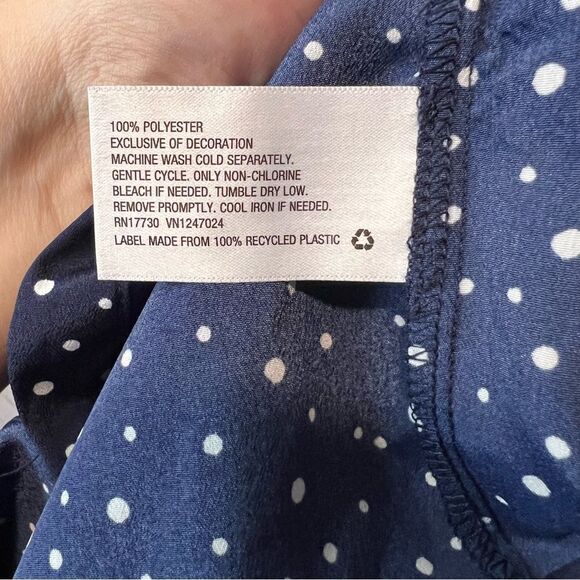 100% POLYESTER
EXCLUSIVE OF DECORATION
MACHINE WASH COLD SEPARATELY.
GENTLE CYCLE. ONLY NON-CHLORINE
BLEACH IF NEEDED. TUMBLE DRY LOW.
REMOVE PROMPTLY. COOL IRON IF NEEDED.
RN17730 VN1247024
LABEL MADE FROM 100% RECYCLED PLASTIC